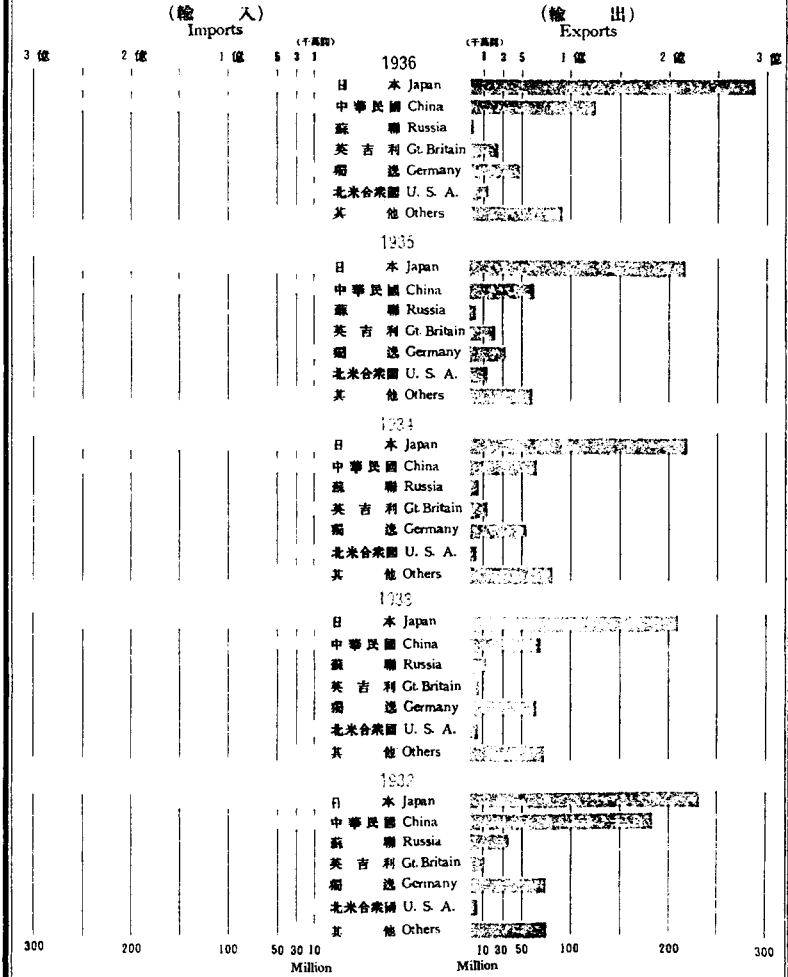 (輸 入) (輸 出)
Imports Exports
(千萬圓) (千萬圓)
3億 2億 1億 5 3 1 1 3 5 1億 2億 3億
1936
日 本 Japan
中華民國 China
蘇 聯 Russia
英吉利 Gt. Britain
獨 逸 Germany
北米合衆國 U. S. A.
其 他 Others
1935
日 本 Japan
中華民國 China
蘇 聯 Russia
英吉利 Gt. Britain
獨 逸 Germany
北米合衆國 U. S. A.
其 他 Others
1934
日 本 Japan
中華民國 China
蘇 聯 Russia
英吉利 Gt. Britain
獨 逸 Germany
北米合衆國 U. S. A.
其 他 Others
1933
日 本 Japan
中華民國 China
蘇 聯 Russia
英吉利 Gt. Britain
獨 逸 Germany
北米合衆國 U. S. A.
其 他 Others
1932
日 本 Japan
中華民國 China
蘇 聯 Russia
英吉利 Gt. Britain
獨 逸 Germany
北米合衆國 U. S. A.
其 他 Others
300 200 100 50 30 10 10 30 50 100 200 300
Million Million